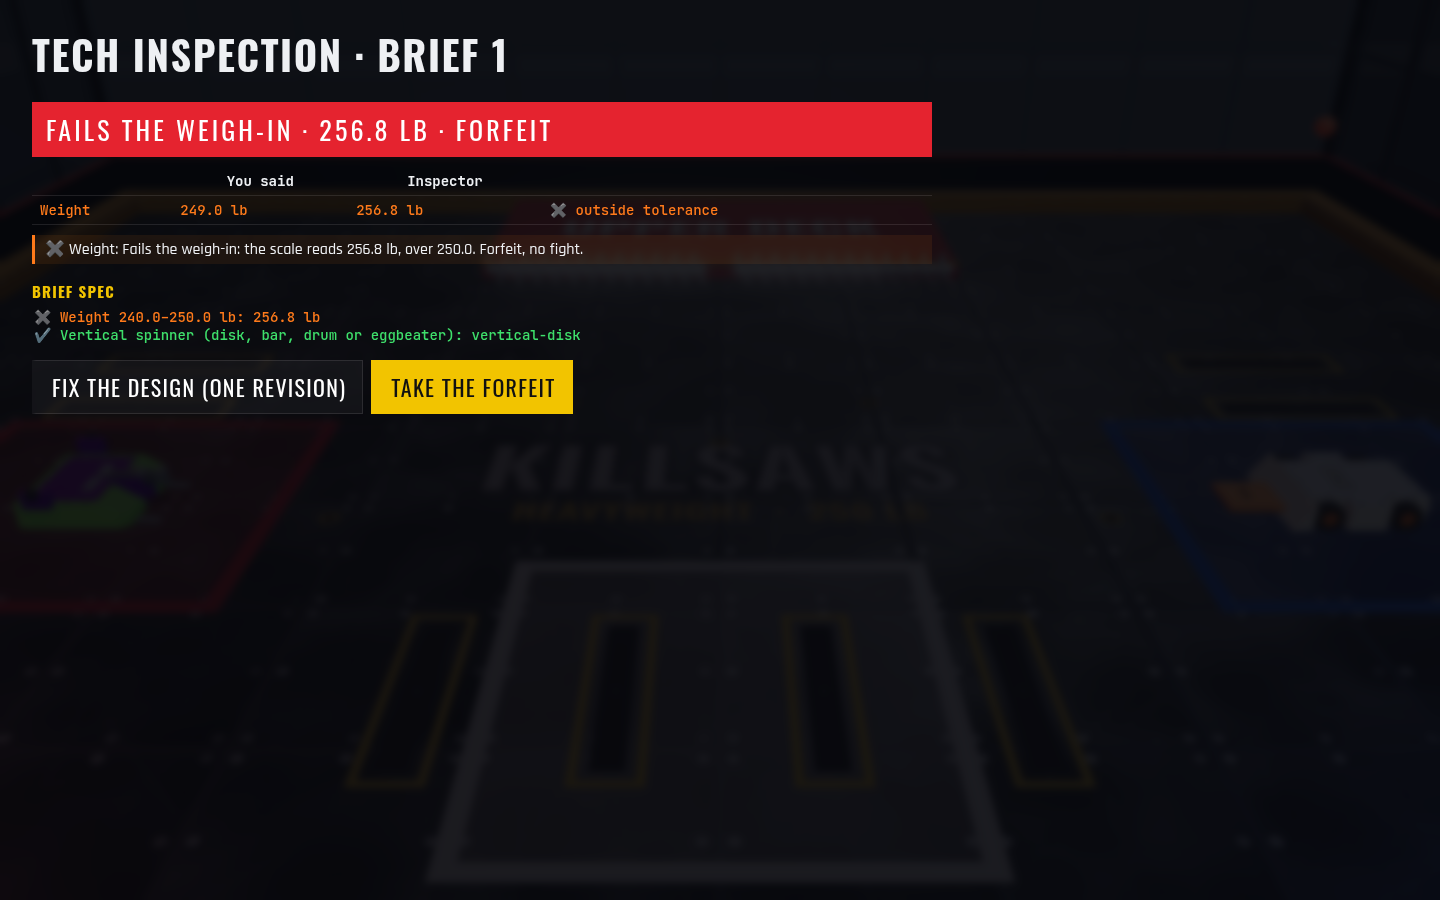 TECH INSPECTION · BRIEF 1
FAILS THE WEIGH-IN · 256.8 LB · FORFEIT
You said Inspector
Weight 249.0 lb 256.8 lb ✖ outside tolerance
✖ Weight: Fails the weigh-in: the scale reads 256.8 lb, over 250.0. Forfeit, no fight.
BRIEF SPEC
✖ Weight 240.0–250.0 lb: 256.8 lb
✔ Vertical spinner (disk, bar, drum or eggbeater): vertical-disk
FIX THE DESIGN (ONE REVISION) TAKE THE FORFEIT
KILLSAWS